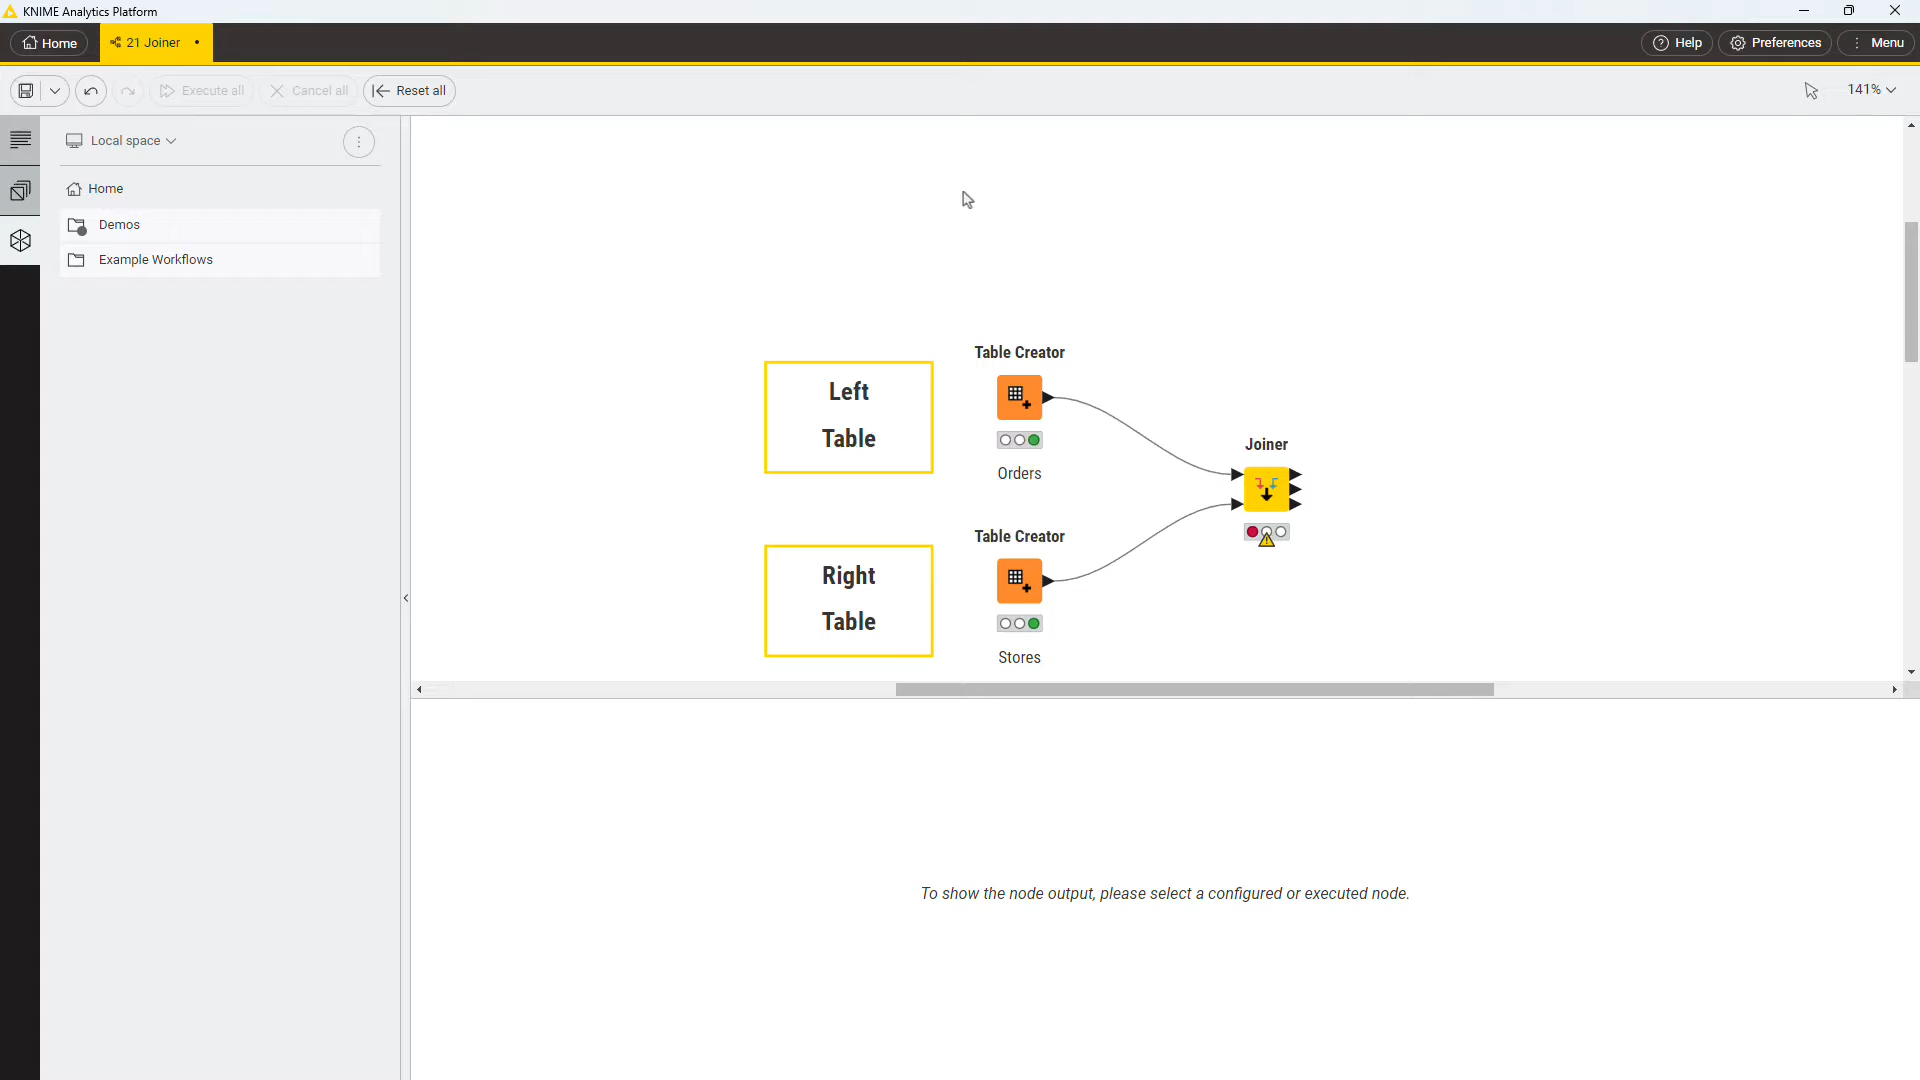 KNIME Analytics Platform
Home
21 Joiner •
Help
Preferences
Menu
Execute all
Cancel all
Reset all
141%
Local space
Home
Demos
Example Workflows
Left
Table
Table Creator
Orders
Joiner
Right
Table
Table Creator
Stores
To show the node output, please select a configured or executed node.